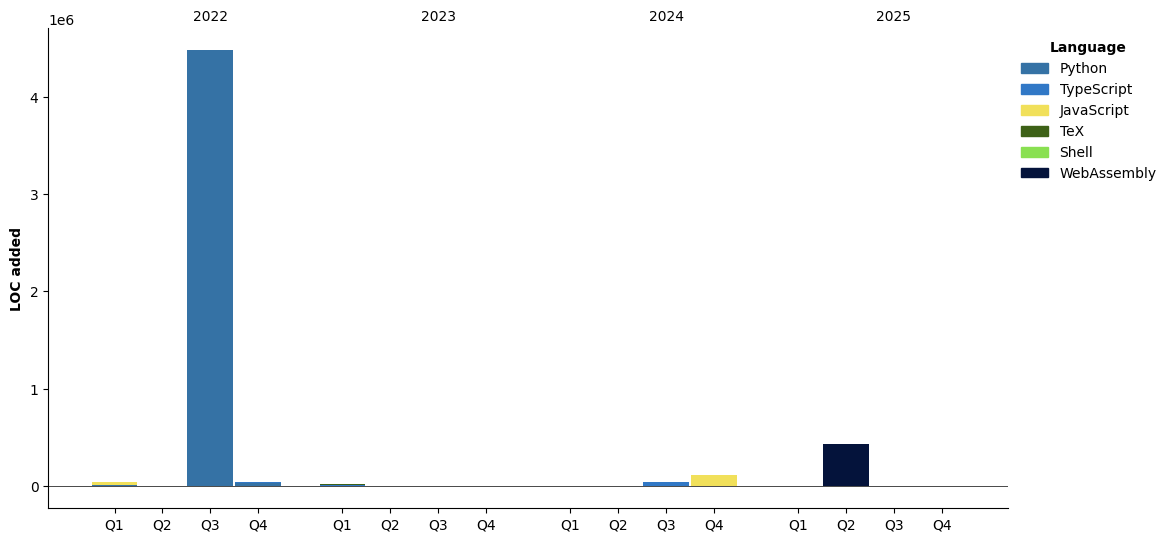 1e6
2022 2023 2024 2025
Language
Python
TypeScript
JavaScript
TeX
Shell
WebAssembly
LOC added
4
3
2
1
0
Q1 Q2 Q3 Q4 Q1 Q2 Q3 Q4 Q1 Q2 Q3 Q4 Q1 Q2 Q3 Q4